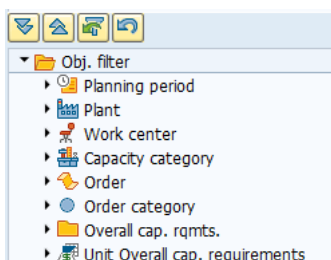 Obj. filter
Planning period
Plant
Work center
Capacity category
Order
Order category
Overall cap. rqmts.
Unit Overall cap. requirements